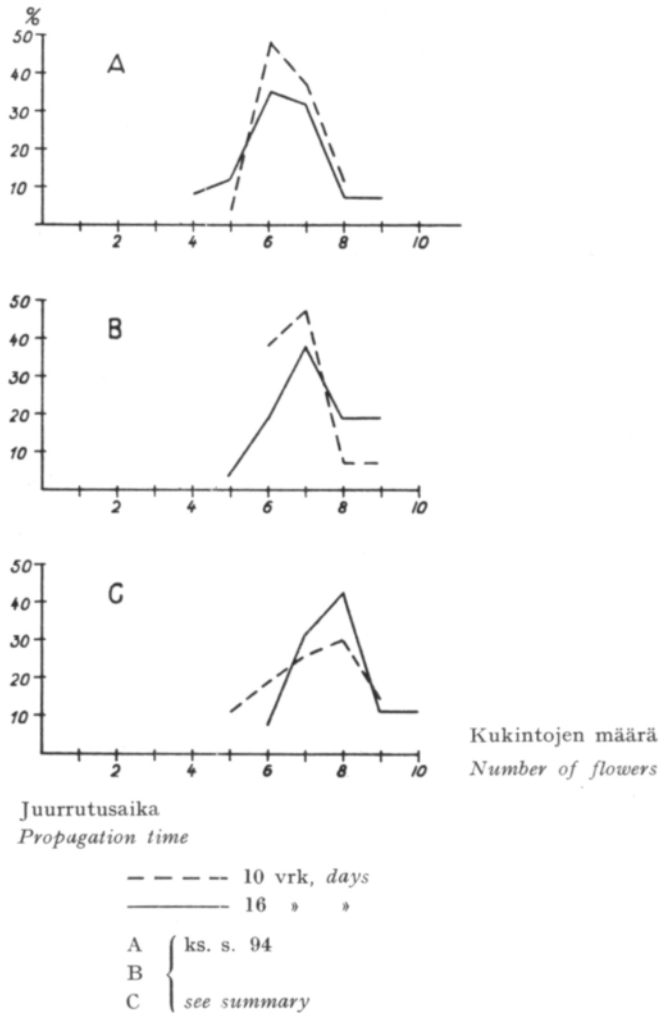 %
50
A
40
30
20
10
2 4 6 8 10
50
B
40
30
20
10
2 4 6 8 10
50
C
40
30
20
10
2 4 6 8 10
Kukintojen määrä
Number of flowers
Juurrutusaika
Propagation time
10 vrk, days
16 » »
A ks. s. 94
B
C see summary